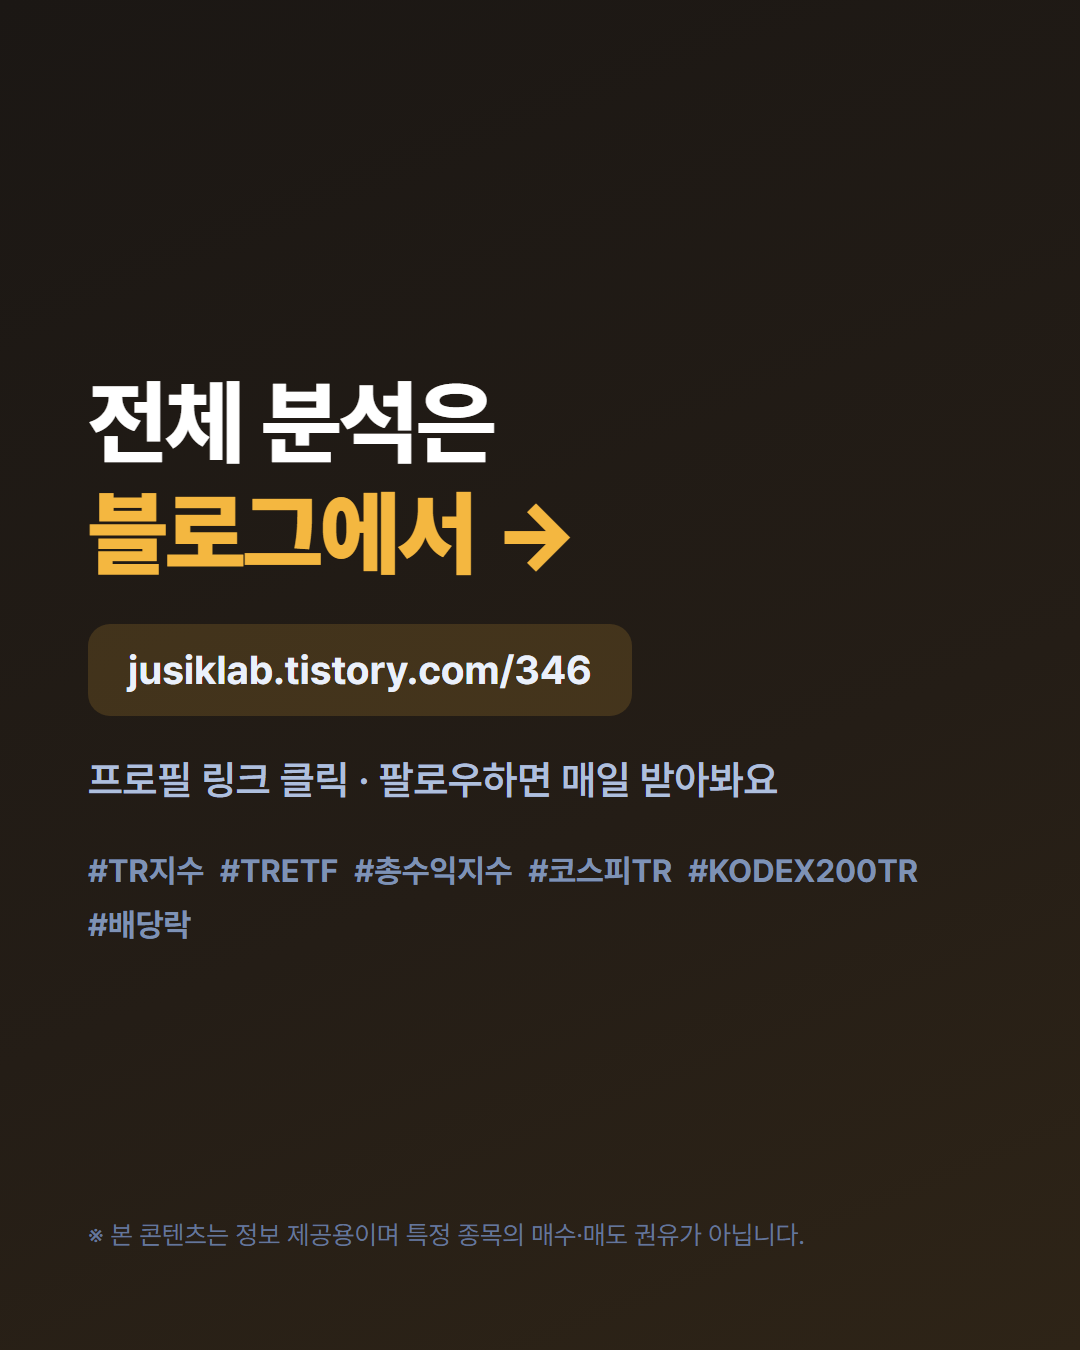 전체 분석은
블로그에서 →
jusiklab.tistory.com/346
프로필 링크 클릭 · 팔로우하면 매일 받아봐요
#TR지수 #TRETF #총수익지수 #코스피TR #KODEX200TR
#배당락
※ 본 콘텐츠는 정보 제공용이며 특정 종목의 매수·매도 권유가 아닙니다.